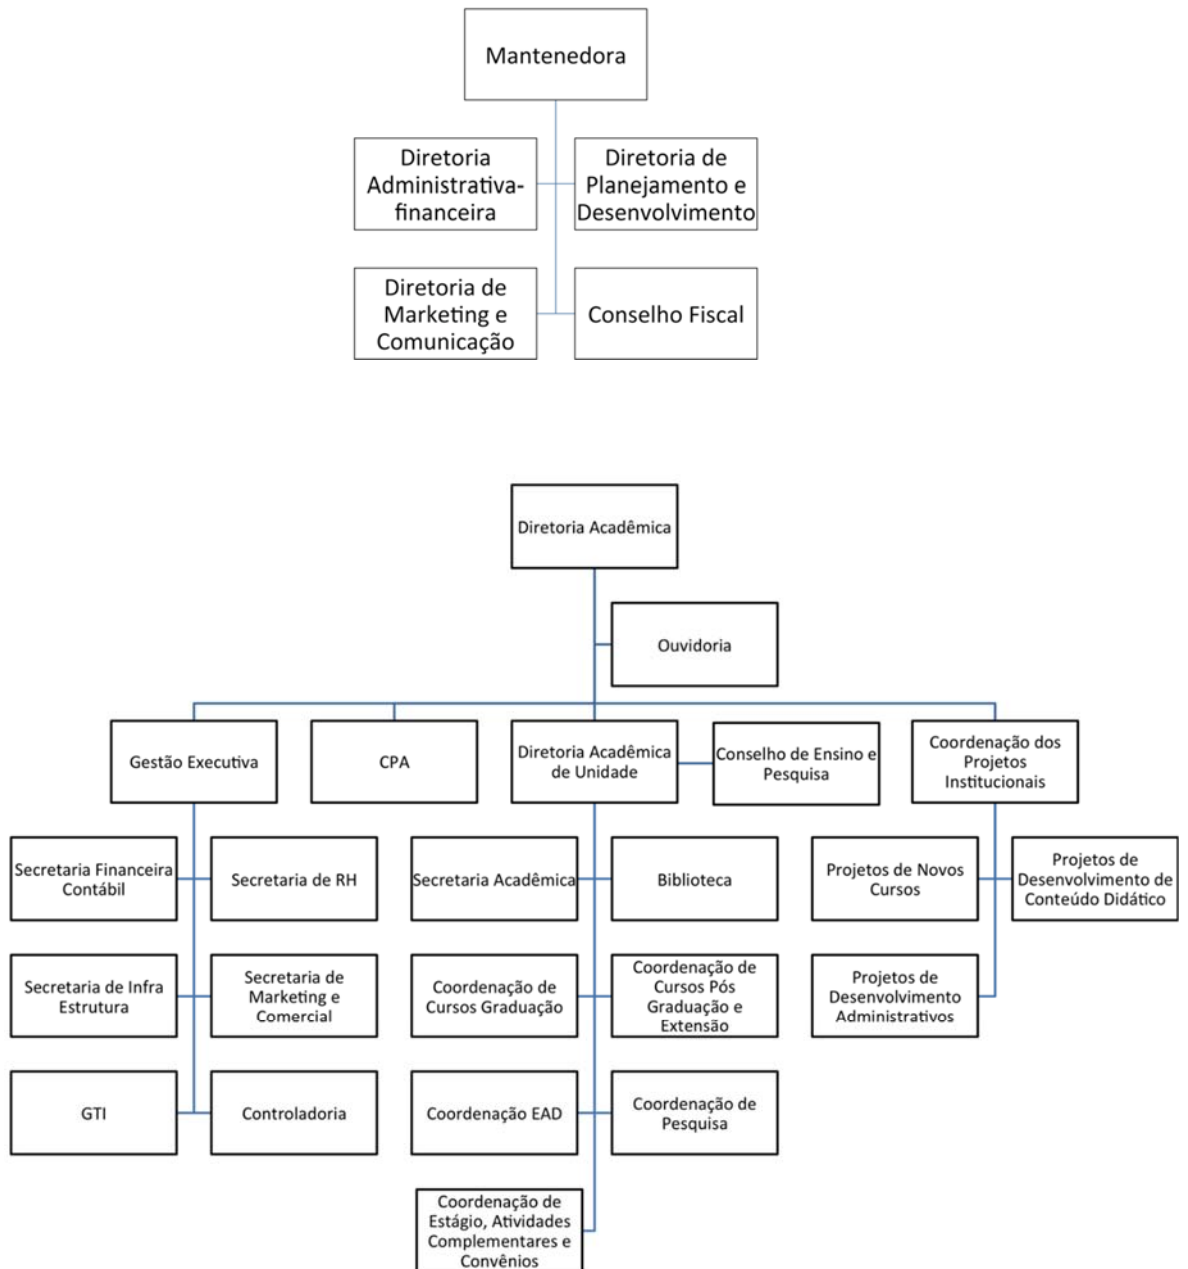 Mantenedora
Diretoria
Administrativa-
financeira
Diretoria de
Planejamento e
Desenvolvimento
Diretoria de
Marketing e
Comunicação
Conselho Fiscal
Diretoria Acadêmica
Ouvidoria
Gestão Executiva
CPA
Diretoria Acadêmica
de Unidade
Conselho de Ensino e
Pesquisa
Coordenação dos
Projetos
Institucionais
Secretaria Financeira
Contábil
Secretaria de RH
Secretaria Acadêmica
Biblioteca
Projetos de Novos
Cursos
Projetos de
Desenvolvimento de
Conteúdo Didático
Secretaria de Infra
Estrutura
Secretaria de
Marketing e
Comercial
Coordenação de
Cursos Graduação
Coordenação de
Cursos Pós
Graduação e
Extensão
Projetos de
Desenvolvimento
Administrativos
GTI
Controladoria
Coordenação EAD
Coordenação de
Pesquisa
Coordenação de
Estágio, Atividades
Complementares e
Convênios